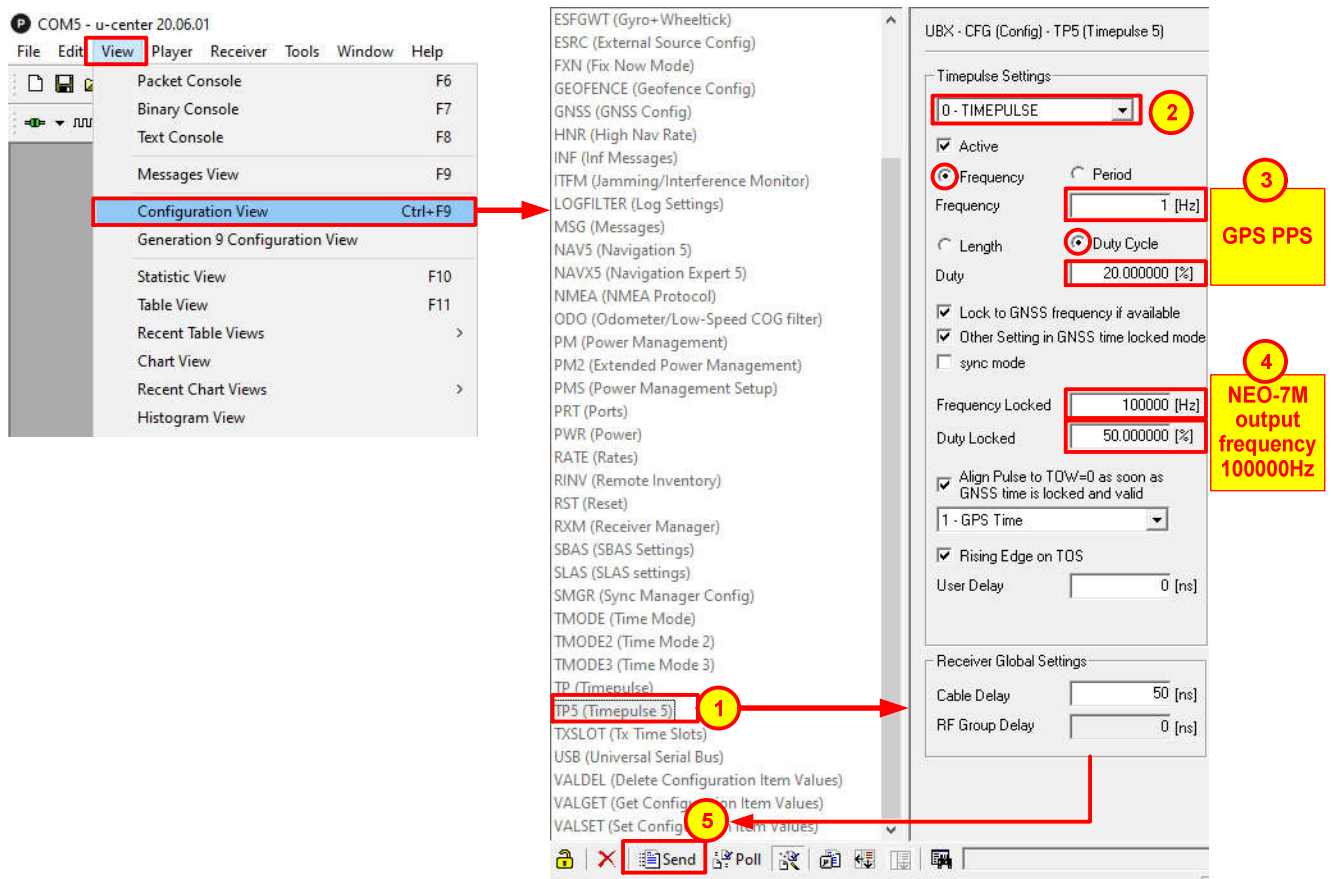 COM5 - u-center 20.06.01
File Edit View Player Receiver Tools Window Help
Packet Console F6
Binary Console F7
Text Console F8
Messages View F9
Configuration View Ctrl+F9
Generation 9 Configuration View
Statistic View F10
Table View F11
Recent Table Views >
Chart View
Recent Chart Views >
Histogram View
ESFGWT (Gyro+Wheeltick)
ESRC (External Source Config)
FXN (Fix Now Mode)
GEOFENCE (Geofence Config)
GNSS (GNSS Config)
HNR (High Nav Rate)
INF (Inf Messages)
ITFM (Jamming/Interference Monitor)
LOGFILTER (Log Settings)
MSG (Messages)
NAV5 (Navigation 5)
NAVX5 (Navigation Expert 5)
NMEA (NMEA Protocol)
ODO (Odometer/Low-Speed COG filter)
PM (Power Management)
PM2 (Extended Power Management)
PMS (Power Management Setup)
PRT (Ports)
PWR (Power)
RATE (Rates)
RINV (Remote Inventory)
RST (Reset)
RXM (Receiver Manager)
SBAS (SBAS Settings)
SLAS (SLAS settings)
SMGR (Sync Manager Config)
TMODE (Time Mode)
TMODE2 (Time Mode 2)
TMODE3 (Time Mode 3)
TP (Timepulse)
TP5 (Timepulse 5)
1
TXSLOT (Tx Time Slots)
USB (Universal Serial Bus)
VALDEL (Delete Configuration Item Values)
VALGET (Get Configuration Item Values)
VALSET (Set Configuration Item Values)
5
Send Poll
UBX - CFG (Config) - TP5 (Timepulse 5)
Timepulse Settings
0 - TIMEPULSE
2
Active
Frequency Period
Frequency 1 [Hz]
Length Duty Cycle
Duty 20.000000 [%]
3
GPS PPS
Lock to GNSS frequency if available
Other Setting in GNSS time locked mode
sync mode
Frequency Locked 100000 [Hz]
Duty Locked 50.000000 [%]
4
NEO-7M
output
frequency
100000Hz
Align Pulse to TOW=0 as soon as
GNSS time is locked and valid
1 - GPS Time
Rising Edge on TOS
User Delay 0 [ns]
Receiver Global Settings
Cable Delay 50 [ns]
RF Group Delay 0 [ns]